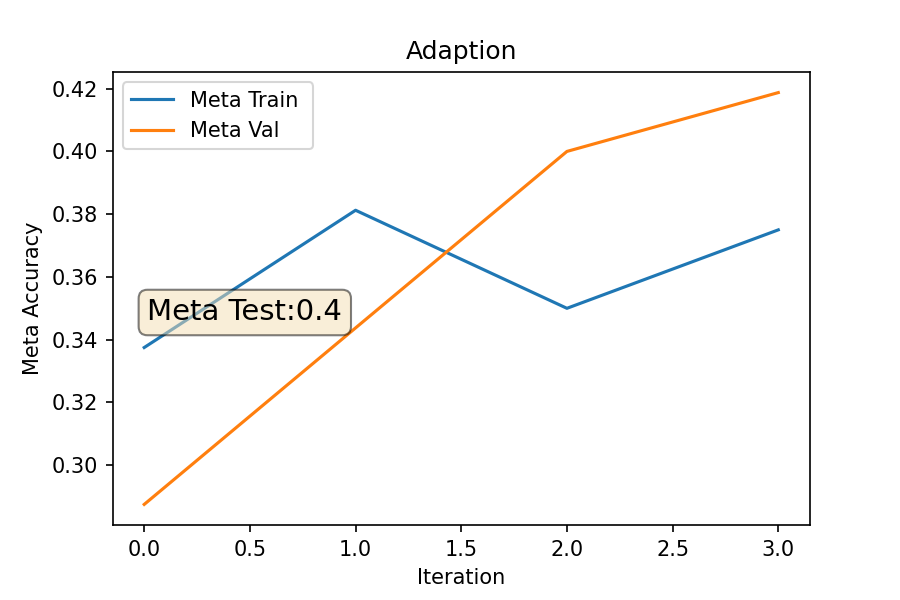 Adaption
Meta Train
Meta Val
Meta Test:0.4
Meta Accuracy
0.42
0.40
0.38
0.36
0.34
0.32
0.30
0.0 0.5 1.0 1.5 2.0 2.5 3.0
Iteration